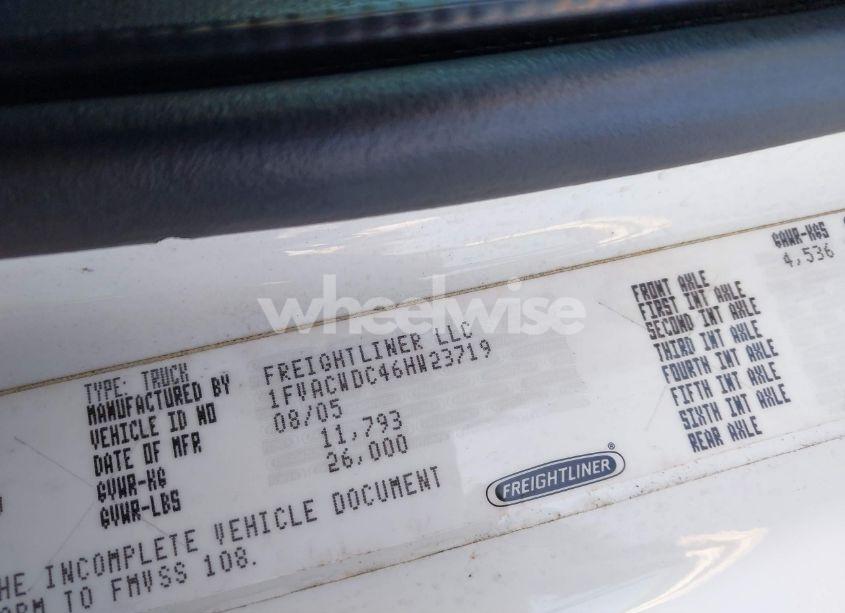 wheelwise
TYPE: TRUCK
MANUFACTURED BY FREIGHTLINER LLC
VEHICLE ID NO 1FVACWDC46HW23719
DATE OF MFR 08/05
GVWR-KG 11,793
GVWR-LBS 26,000
HE INCOMPLETE VEHICLE DOCUMENT
ORM TO FMVSS 108.
FREIGHTLINER®
GAWR-KGS
FRONT AXLE 4,536
FIRST INT AXLE
SECOND INT AXLE
THIRD INT AXLE
FOURTH INT AXLE
FIFTH INT AXLE
SIXTH INT AXLE
REAR AXLE